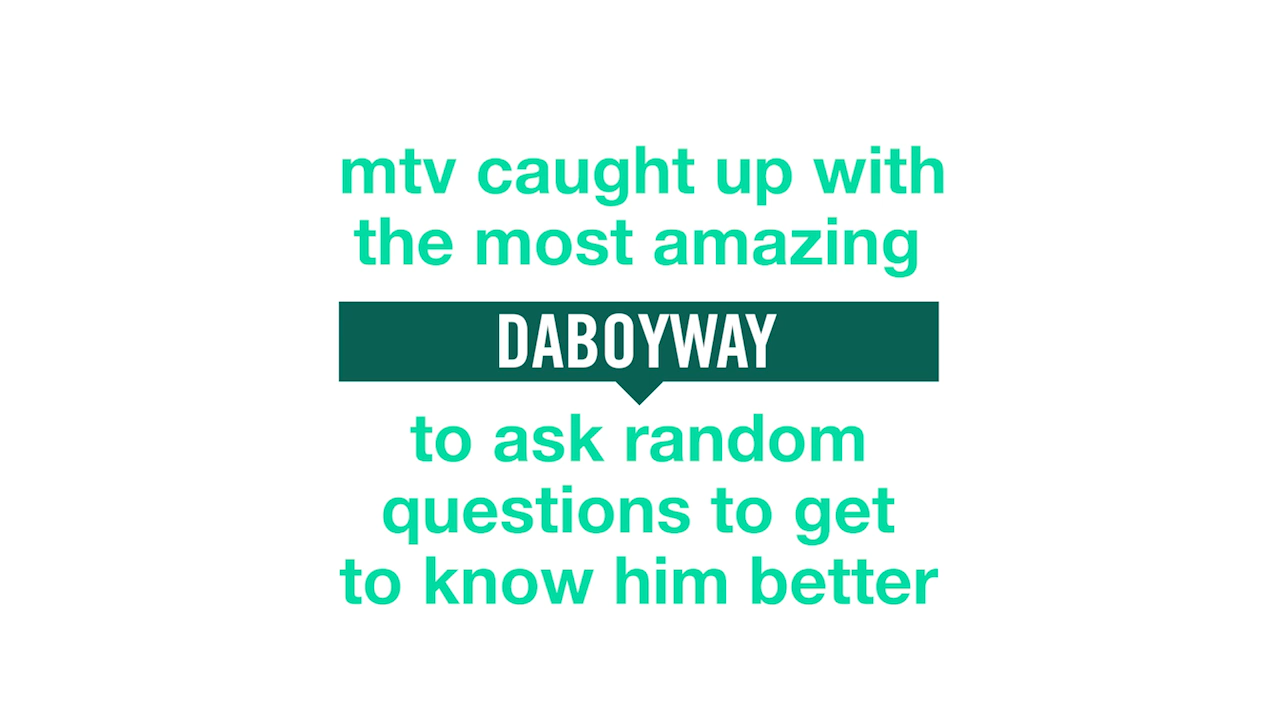 mtv caught up with
the most amazing
DABOYWAY
to ask random
questions to get
to know him better